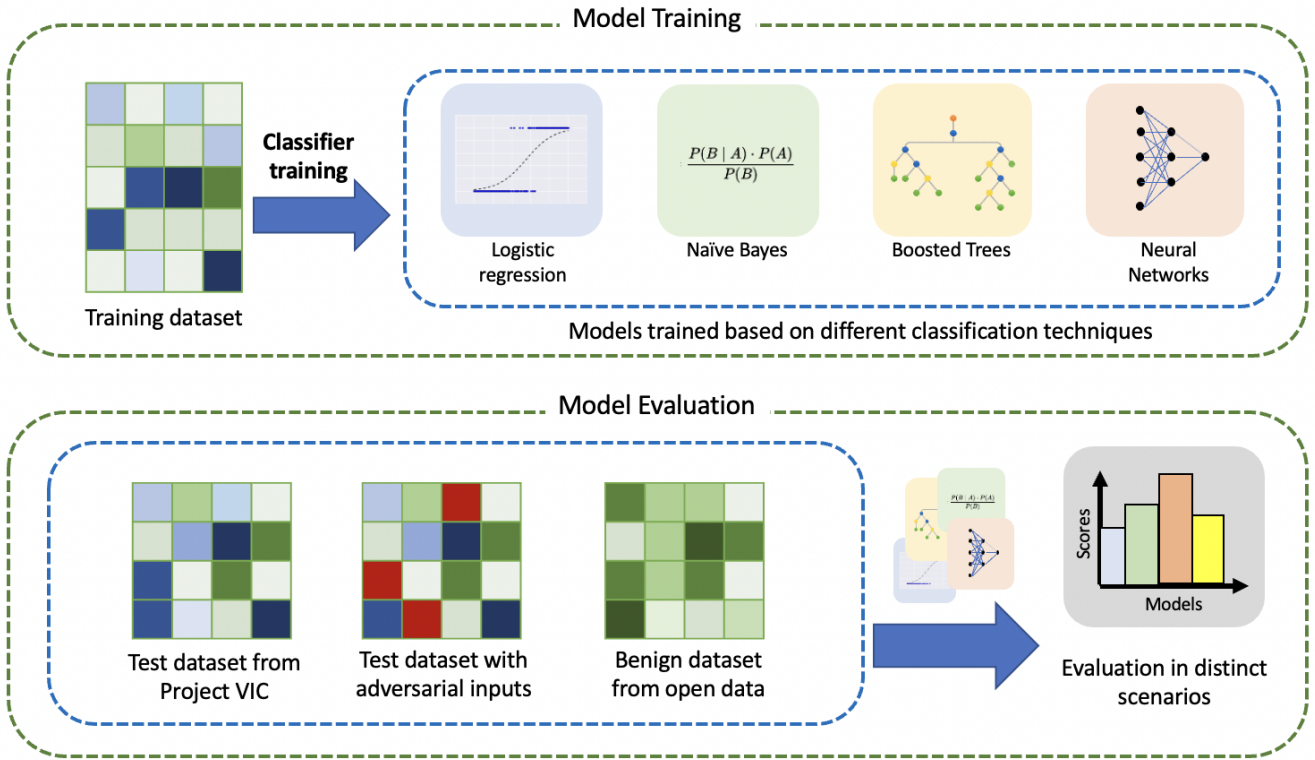 Model Training
Classifier
training
P(B | A) · P(A)
P(B)
Logistic
regression
Naïve Bayes
Boosted Trees
Neural
Networks
Training dataset
Models trained based on different classification techniques
Model Evaluation
P(B | A) · P(A)
P(B)
Scores
Models
Test dataset from
Project VIC
Test dataset with
adversarial inputs
Benign dataset
from open data
Evaluation in distinct
scenarios